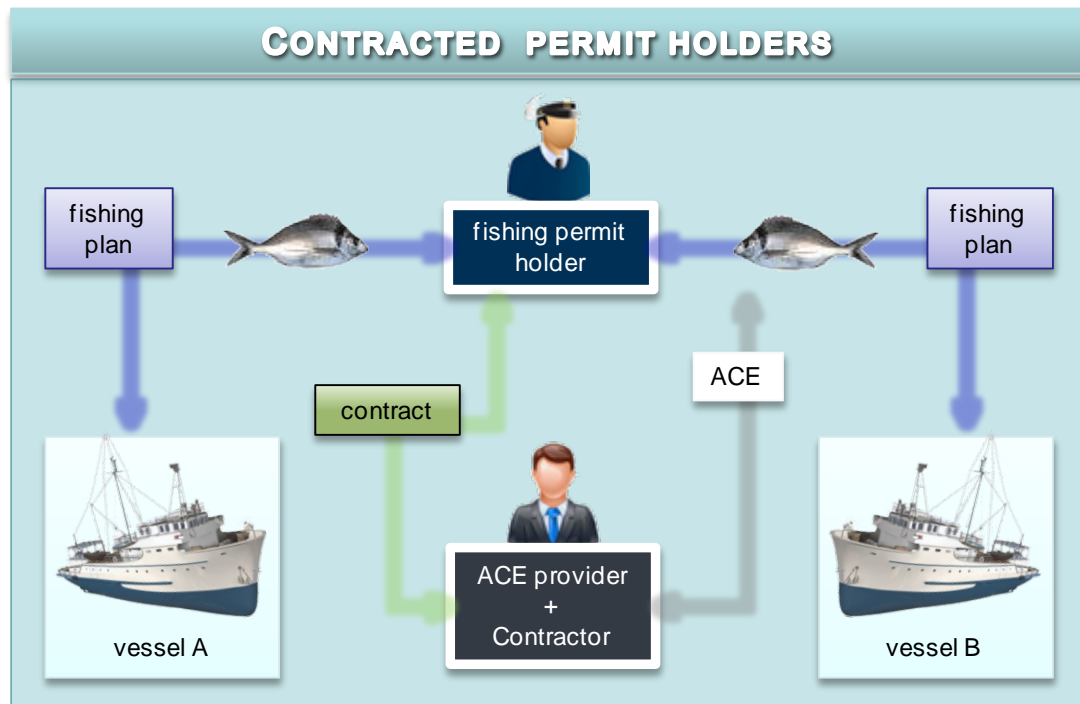 CONTRACTED PERMIT HOLDERS
fishing
plan
fishing permit
holder
fishing
plan
ACE
contract
ACE provider
+
Contractor
vessel A
vessel B